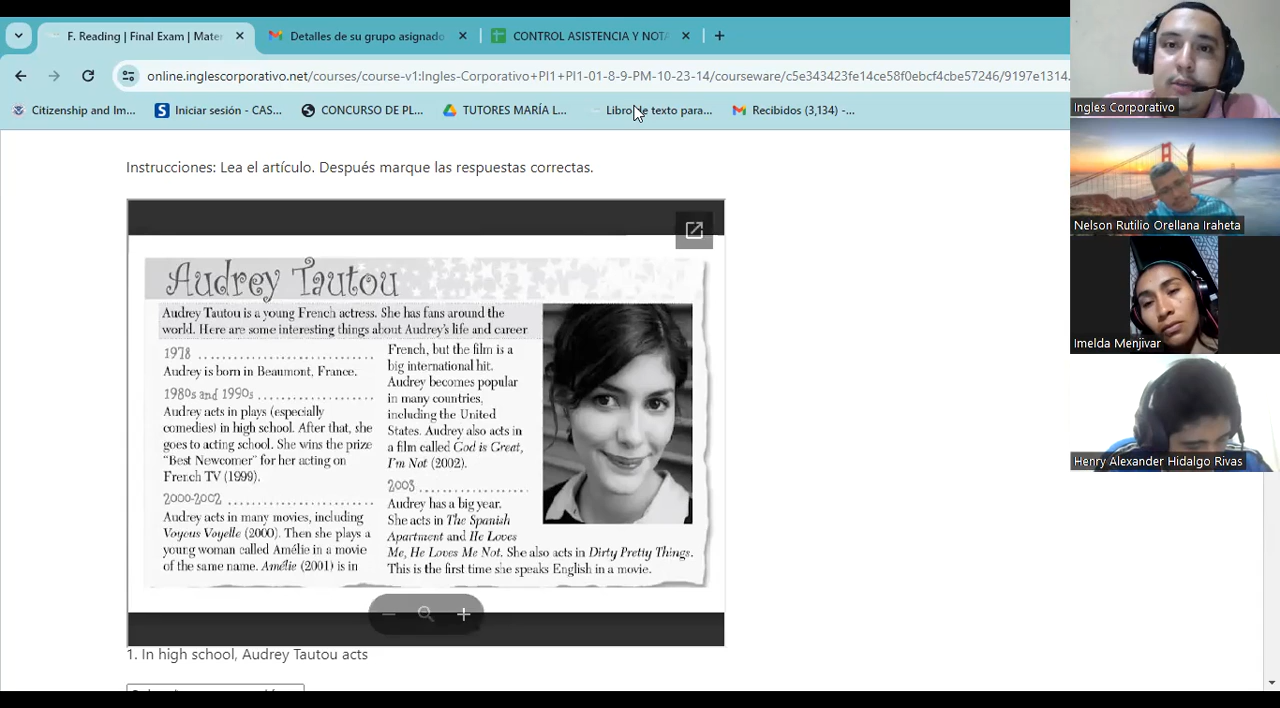 F. Reading | Final Exam | Mater
Detalles de su grupo asignado
CONTROL ASISTENCIA Y NOTA
online.inglescorporativo.net/courses/course-v1:Ingles-Corporativo+PI1+PI1-01-8-9-PM-10-23-14/courseware/c5e343423fe14ce58f0ebcf4cbe57246/9197e1314
Citizenship and Im...
Iniciar sesión - CAS...
CONCURSO DE PL...
TUTORES MARÍA L...
Libro de texto para...
Recibidos (3,134) -...
Instrucciones: Lea el artículo. Después marque las respuestas correctas.
Audrey Tautou
Audrey Tautou is a young French actress. She has fans around the
world. Here are some interesting things about Audrey's life and career
1978
Audrey is born in Beaumont, France.
1980s and 1990s
Audrey acts in plays (especially
comedies) in high school. After that, she
goes to acting school. She wins the prize
"Best Newcomer" for her acting on
French TV (1999).
2000-2002
Audrey acts in many movies, including
Voyous Voyelle (2000). Then she plays a
young woman called Amélie in a movie
of the same name. Amélie (2001) is in
French, but the film is a
big international hit.
Audrey becomes popular
in many countries,
including the United
States. Audrey also acts in
a film called God is Great,
I'm Not (2002).
2003
Audrey has a big year.
She acts in The Spanish
Apartment and He Loves
Me, He Loves Me Not. She also acts in Dirty Pretty Things.
This is the first time she speaks English in a movie.
1. In high school, Audrey Tautou acts
Ingles Corporativo
Nelson Rutilio Orellana Iraheta
Imelda Menjivar
Henry Alexander Hidalgo Rivas